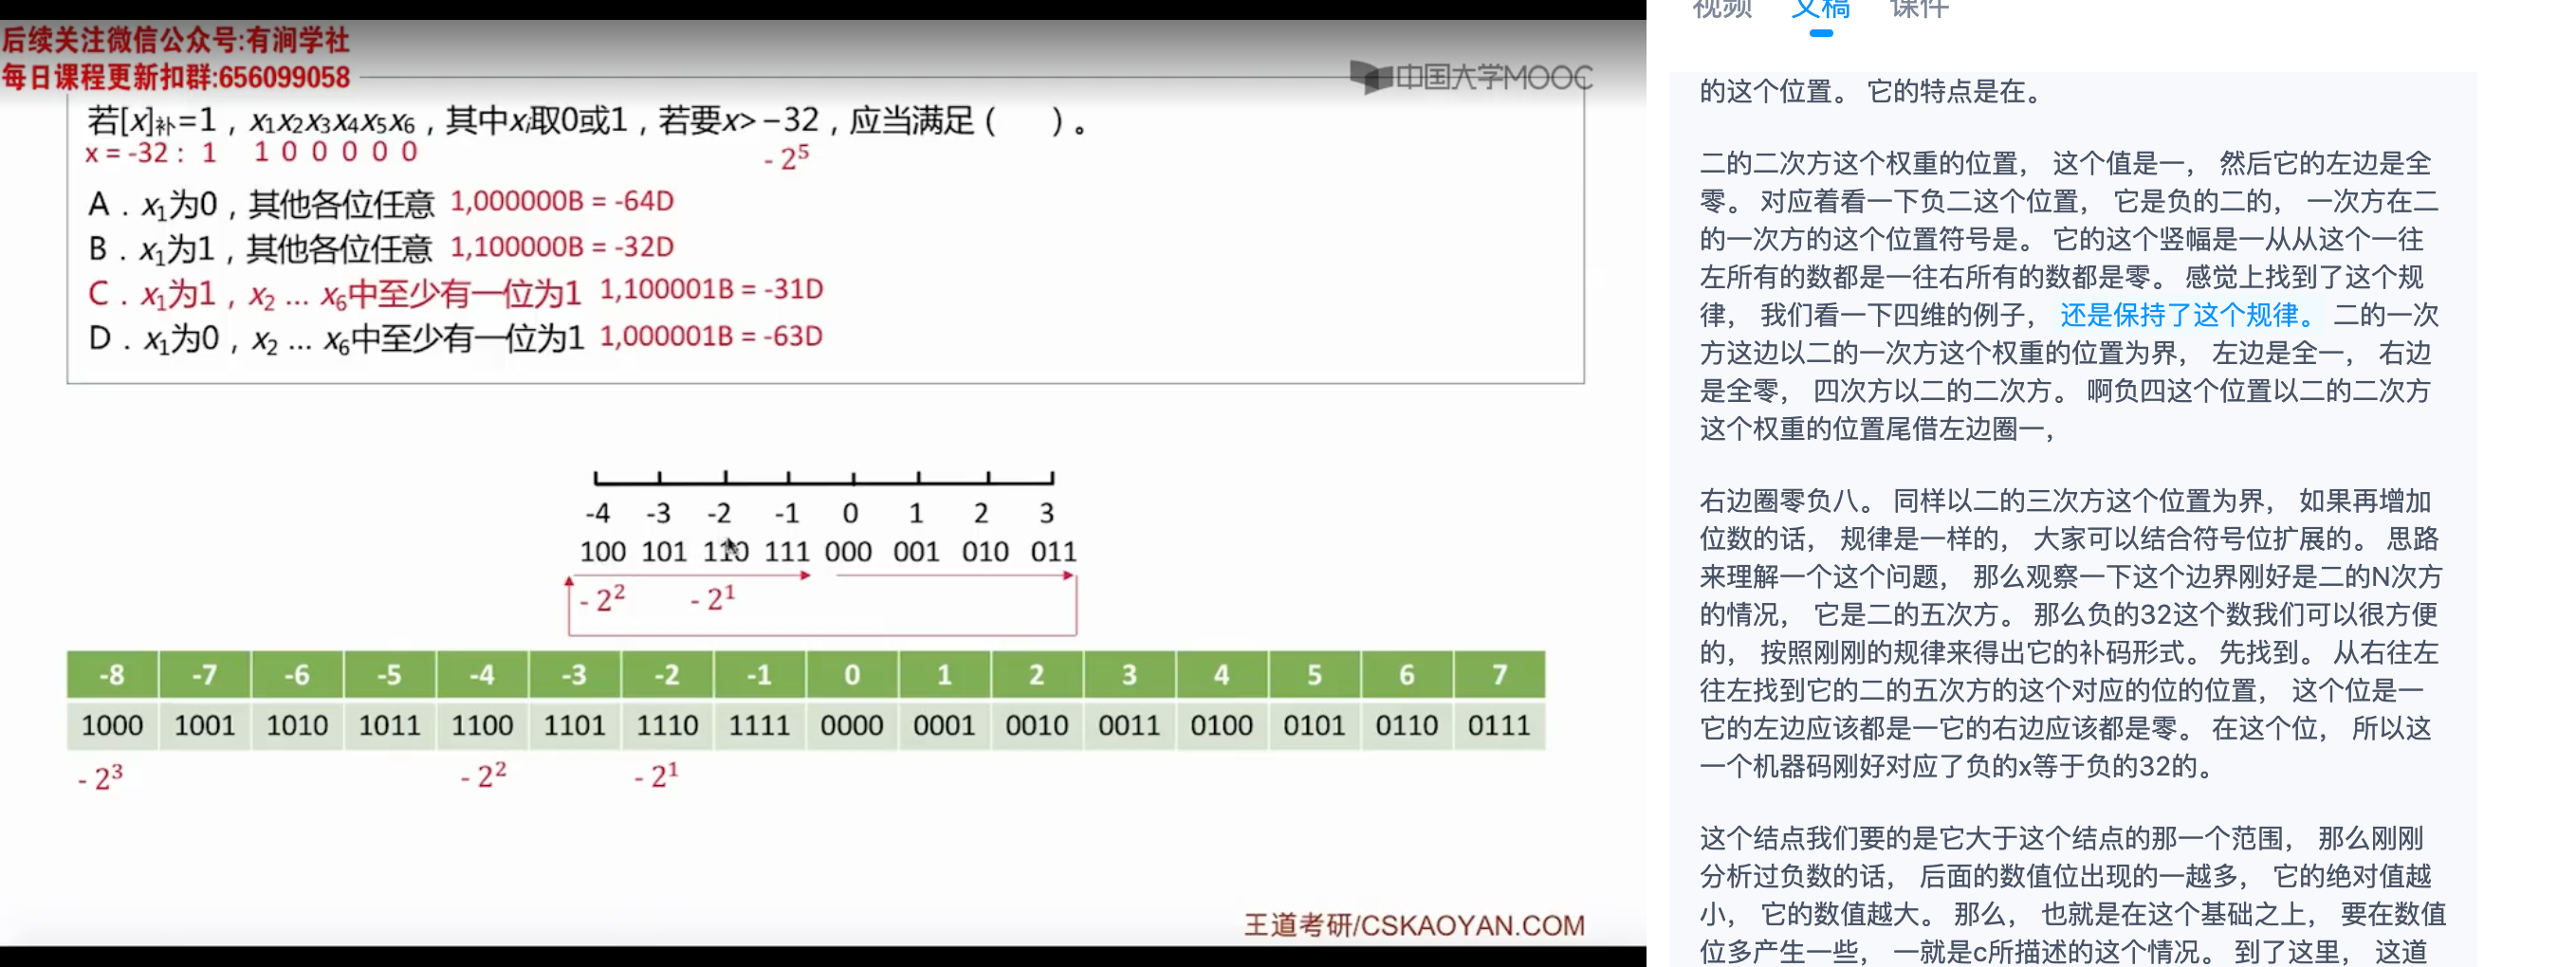 后续关注微信公众号:有涧学社
每日课程更新扣群:656099058
中国大学MOOC
若[x]补=1，x₁x₂x₃x₄x₅x₆，其中xᵢ取0或1，若要x>－32，应当满足（　　）。
x = -32 : 1 1 0 0 0 0 0
- 2⁵
A．x₁为0，其他各位任意 1,000000B = -64D
B．x₁为1，其他各位任意 1,100000B = -32D
C．x₁为1，x₂ … x₆中至少有一位为1 1,100001B = -31D
D．x₁为0，x₂ … x₆中至少有一位为1 1,000001B = -63D
-4 -3 -2 -1 0 1 2 3
100 101 110 111 000 001 010 011
- 2² - 2¹
-8 -7 -6 -5 -4 -3 -2 -1 0 1 2 3 4 5 6 7
1000 1001 1010 1011 1100 1101 1110 1111 0000 0001 0010 0011 0100 0101 0110 0111
- 2³ - 2² - 2¹
王道考研/CSKAOYAN.COM
视频 文稿 课件
的这个位置。 它的特点是在。
二的二次方这个权重的位置， 这个值是一， 然后它的左边是全
零。 对应着看一下负二这个位置， 它是负的二的， 一次方在二
的一次方的这个位置符号是。 它的这个竖幅是一从从这个一往
左所有的数都是一往右所有的数都是零。 感觉上找到了这个规
律， 我们看一下四维的例子， 还是保持了这个规律。 二的一次
方这边以二的一次方这个权重的位置为界， 左边是全一， 右边
是全零， 四次方以二的二次方。 啊负四这个位置以二的二次方
这个权重的位置尾借左边圈一，
右边圈零负八。 同样以二的三次方这个位置为界， 如果再增加
位数的话， 规律是一样的， 大家可以结合符号位扩展的。 思路
来理解一个这个问题， 那么观察一下这个边界刚好是二的N次方
的情况， 它是二的五次方。 那么负的32这个数我们可以很方便
的， 按照刚刚的规律来得出它的补码形式。 先找到。 从右往左
往左找到它的二的五次方的这个对应的位的位置， 这个位是一
它的左边应该都是一它的右边应该都是零。 在这个位， 所以这
一个机器码刚好对应了负的x等于负的32的。
这个结点我们要的是它大于这个结点的那一个范围， 那么刚刚
分析过负数的话， 后面的数值位出现的一越多， 它的绝对值越
小， 它的数值越大。 那么， 也就是在这个基础之上， 要在数值
位多产生一些， 一就是c所描述的这个情况。 到了这里， 这道